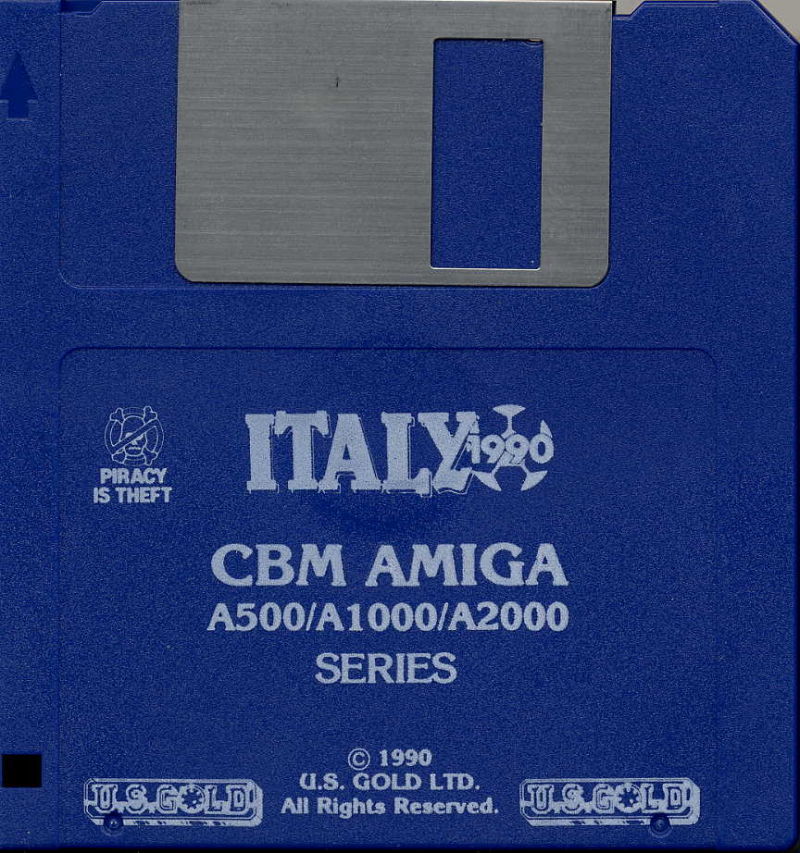 PIRACY
IS THEFT
ITALY 1990
CBM AMIGA
A500/A1000/A2000
SERIES
© 1990
U.S. GOLD LTD.
All Rights Reserved.
U.S. GOLD
U.S. GOLD